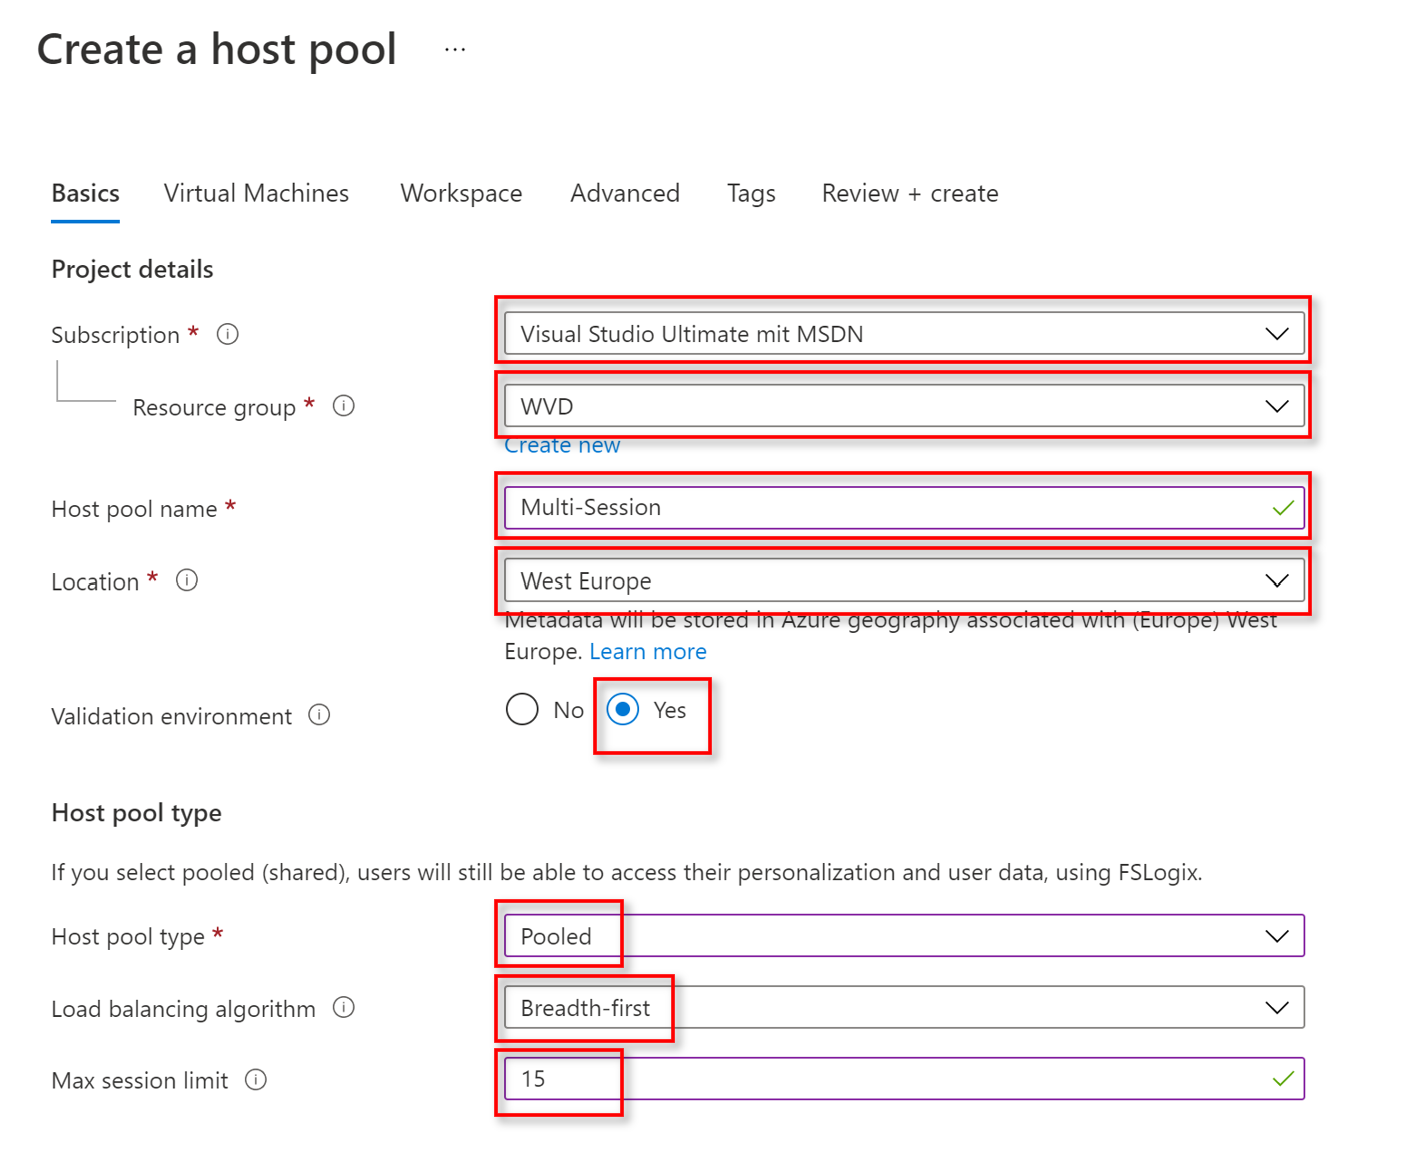 Create a host pool ...
Basics Virtual Machines Workspace Advanced Tags Review + create
Project details
Subscription * Visual Studio Ultimate mit MSDN
Resource group * WVD
Create new
Host pool name * Multi-Session
Location * West Europe
Metadata will be stored in Azure geography associated with (Europe) West
Europe. Learn more
Validation environment No Yes
Host pool type
If you select pooled (shared), users will still be able to access their personalization and user data, using FSLogix.
Host pool type * Pooled
Load balancing algorithm Breadth-first
Max session limit 15